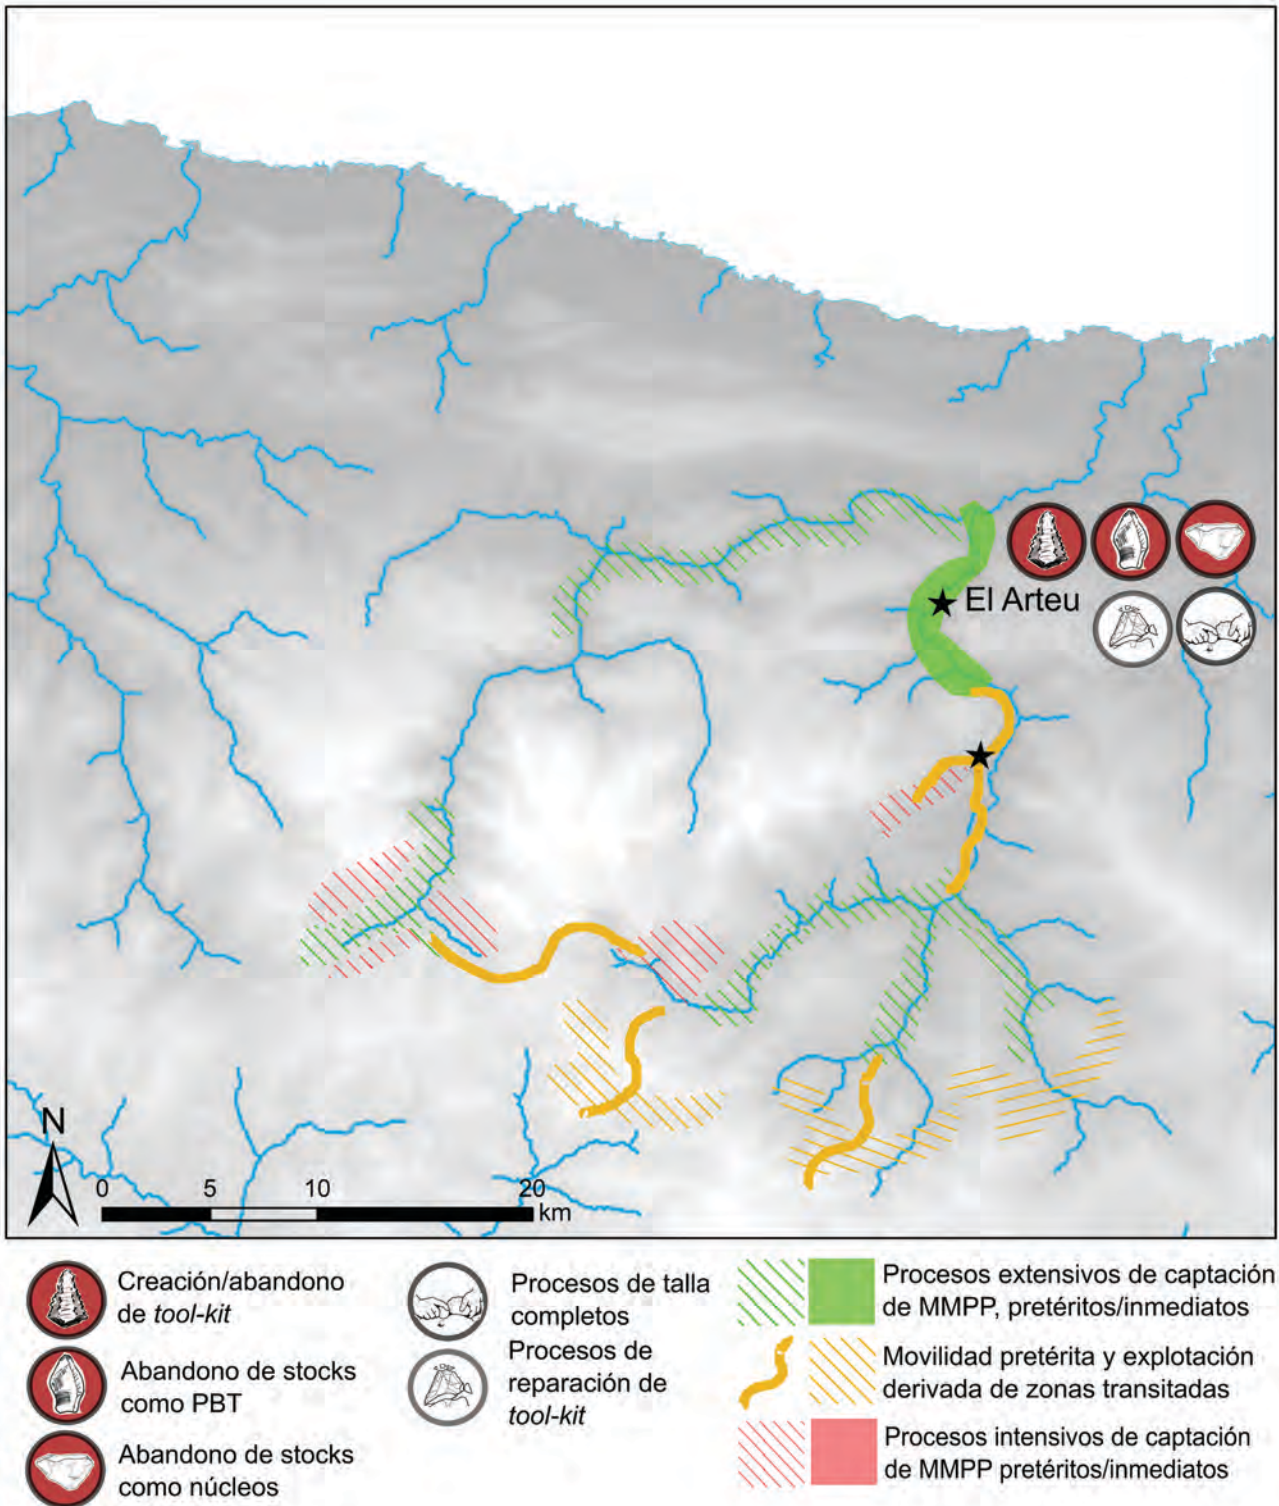 El Arteu
N
0 5 10 20
km
Creación/abandono
de tool-kit
Abandono de stocks
como PBT
Abandono de stocks
como núcleos
Procesos de talla
completos
Procesos de
reparación de
tool-kit
Procesos extensivos de captación
de MMPP, pretéritos/inmediatos
Movilidad pretérita y explotación
derivada de zonas transitadas
Procesos intensivos de captación
de MMPP pretéritos/inmediatos